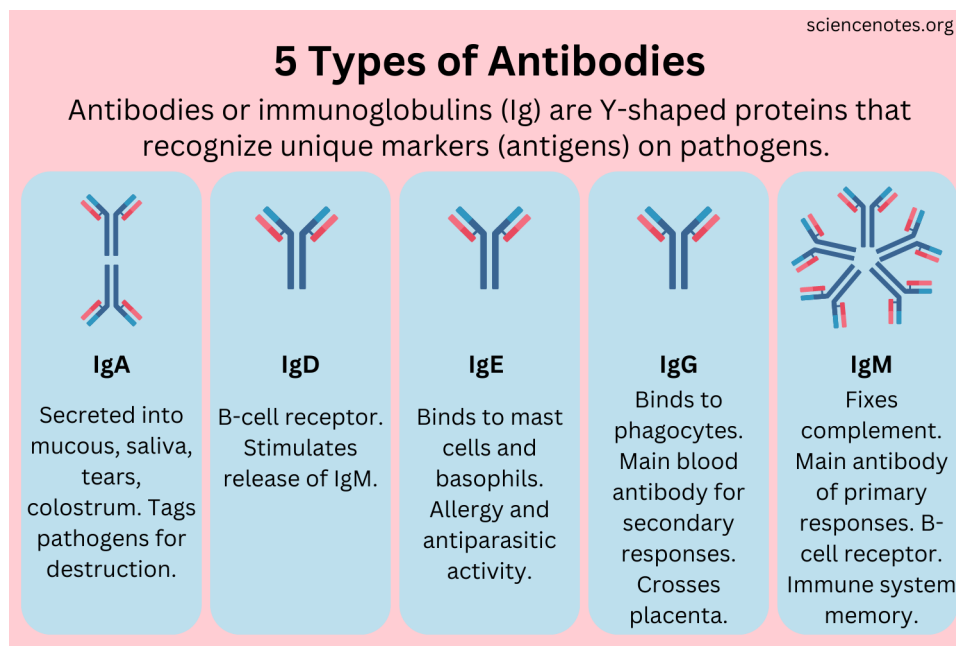 sciencenotes.org
5 Types of Antibodies
Antibodies or immunoglobulins (Ig) are Y-shaped proteins that
recognize unique markers (antigens) on pathogens.
IgA
Secreted into
mucous, saliva,
tears,
colostrum. Tags
pathogens for
destruction.
IgD
B-cell receptor.
Stimulates
release of IgM.
IgE
Binds to mast
cells and
basophils.
Allergy and
antiparasitic
activity.
IgG
Binds to
phagocytes.
Main blood
antibody for
secondary
responses.
Crosses
placenta.
IgM
Fixes
complement.
Main antibody
of primary
responses. B-
cell receptor.
Immune system
memory.